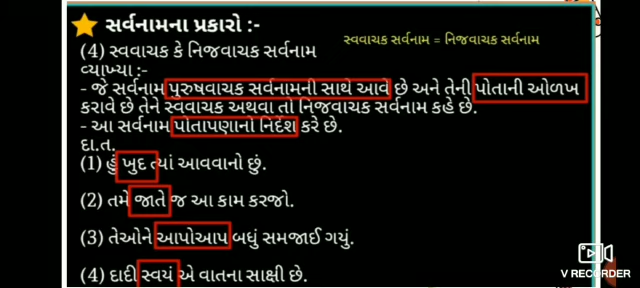 સર્વનામના પ્રકારો :-
સ્વવાચક સર્વનામ = નિજવાચક સર્વનામ
(4) સ્વવાચક કે નિજવાચક સર્વનામ
વ્યાખ્યા :-
- જે સર્વનામ પુરુષવાચક સર્વનામની સાથે આવે છે અને તેની પોતાની ઓળખ
કરાવે છે તેને સ્વવાચક અથવા તો નિજવાચક સર્વનામ કહે છે.
- આ સર્વનામ પોતાપણાનો નિર્દેશ કરે છે.
દા.ત.
(1) હું ખુદ ત્યાં આવવાનો છું.
(2) તમે જાતે જ આ કામ કરજો.
(3) તેઓને આપોઆપ બધું સમજાઈ ગયું.
(4) દાદી સ્વયં એ વાતના સાક્ષી છે.
V RECORDER